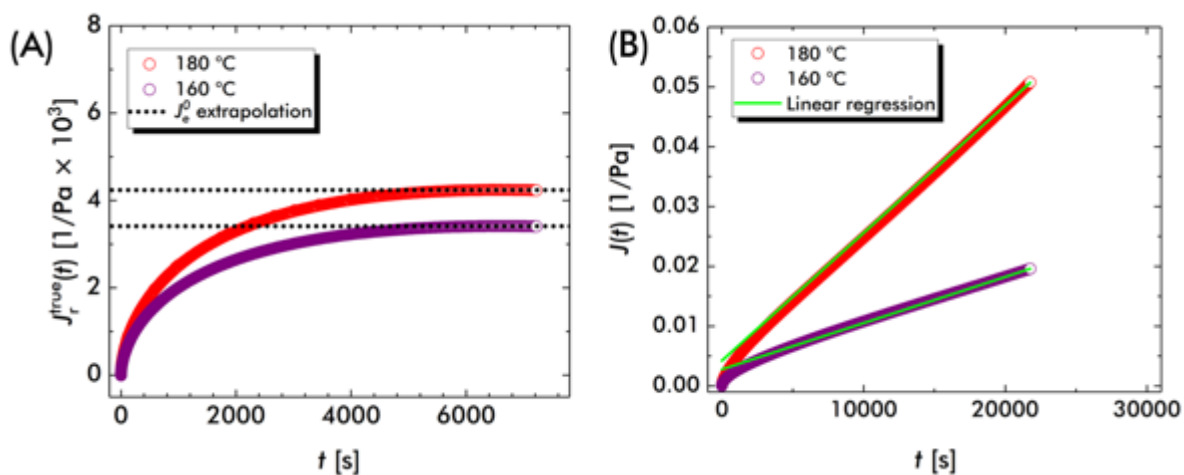 (A)
8
6
4
2
0
J_r^true(t) [1/Pa × 10³]
180 °C
160 °C
J_e^0 extrapolation
0 2000 4000 6000
t [s]
(B)
0.06
0.05
0.04
0.03
0.02
0.01
0.00
J(t) [1/Pa]
180 °C
160 °C
Linear regression
0 10000 20000 30000
t [s]